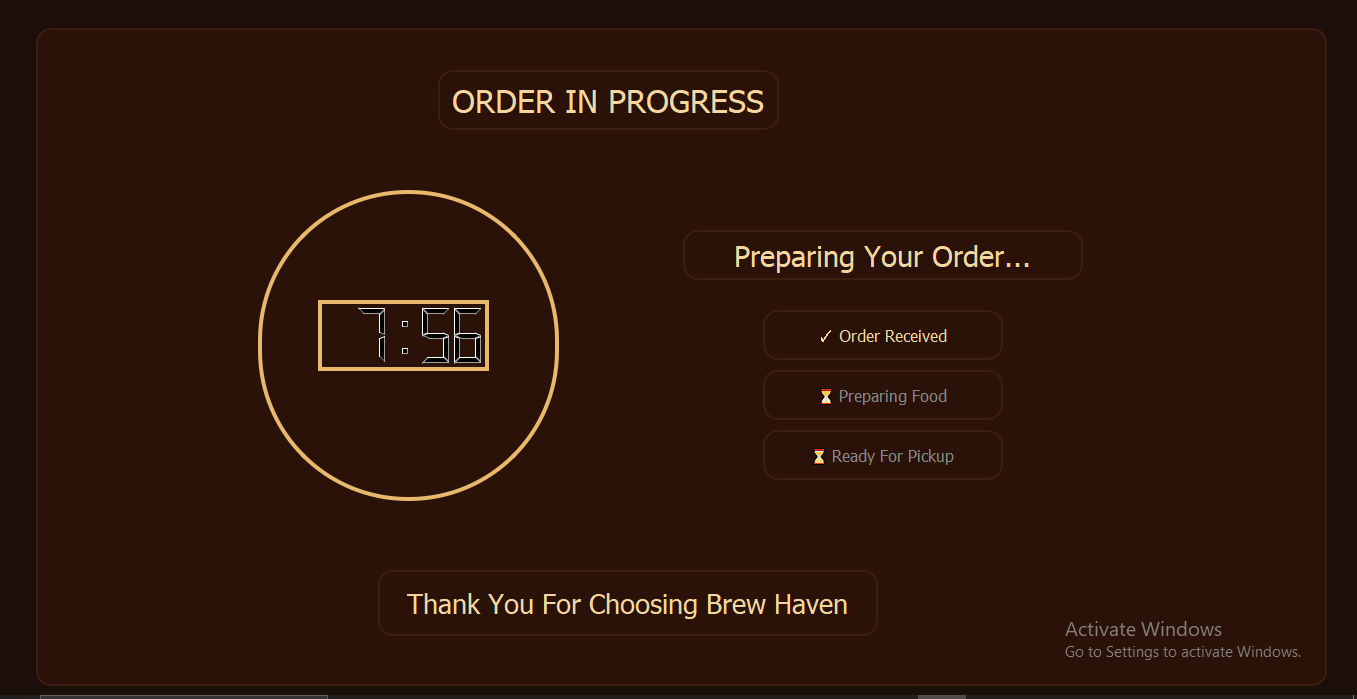 ORDER IN PROGRESS
7:56
Preparing Your Order...
✓ Order Received
⏳ Preparing Food
⏳ Ready For Pickup
Thank You For Choosing Brew Haven
Activate Windows
Go to Settings to activate Windows.